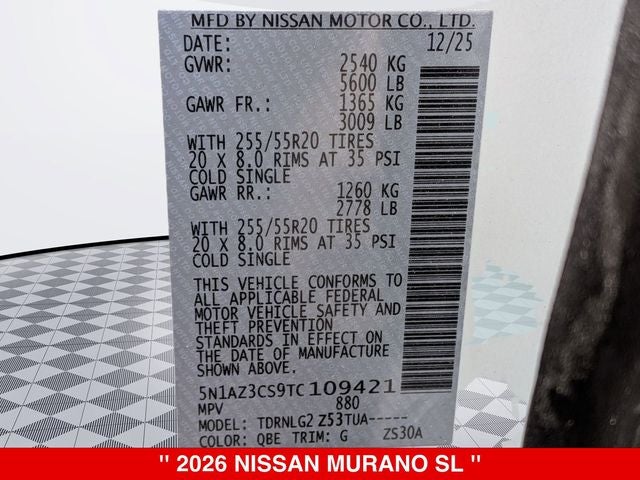 MFD BY NISSAN MOTOR CO., LTD.
DATE: 12/25
GVWR: 2540 KG
5600 LB
GAWR FR.: 1365 KG
3009 LB
WITH 255/55R20 TIRES
20 X 8.0 RIMS AT 35 PSI
COLD SINGLE
GAWR RR.: 1260 KG
2778 LB
WITH 255/55R20 TIRES
20 X 8.0 RIMS AT 35 PSI
COLD SINGLE
THIS VEHICLE CONFORMS TO
ALL APPLICABLE FEDERAL
MOTOR VEHICLE SAFETY AND
THEFT PREVENTION
STANDARDS IN EFFECT ON
THE DATE OF MANUFACTURE
SHOWN ABOVE.
5N1AZ3CS9TC109421
MPV 880
MODEL: TDRNLG2 Z53TUA-----
COLOR: QBE TRIM: G ZS30A
" 2026 NISSAN MURANO SL "